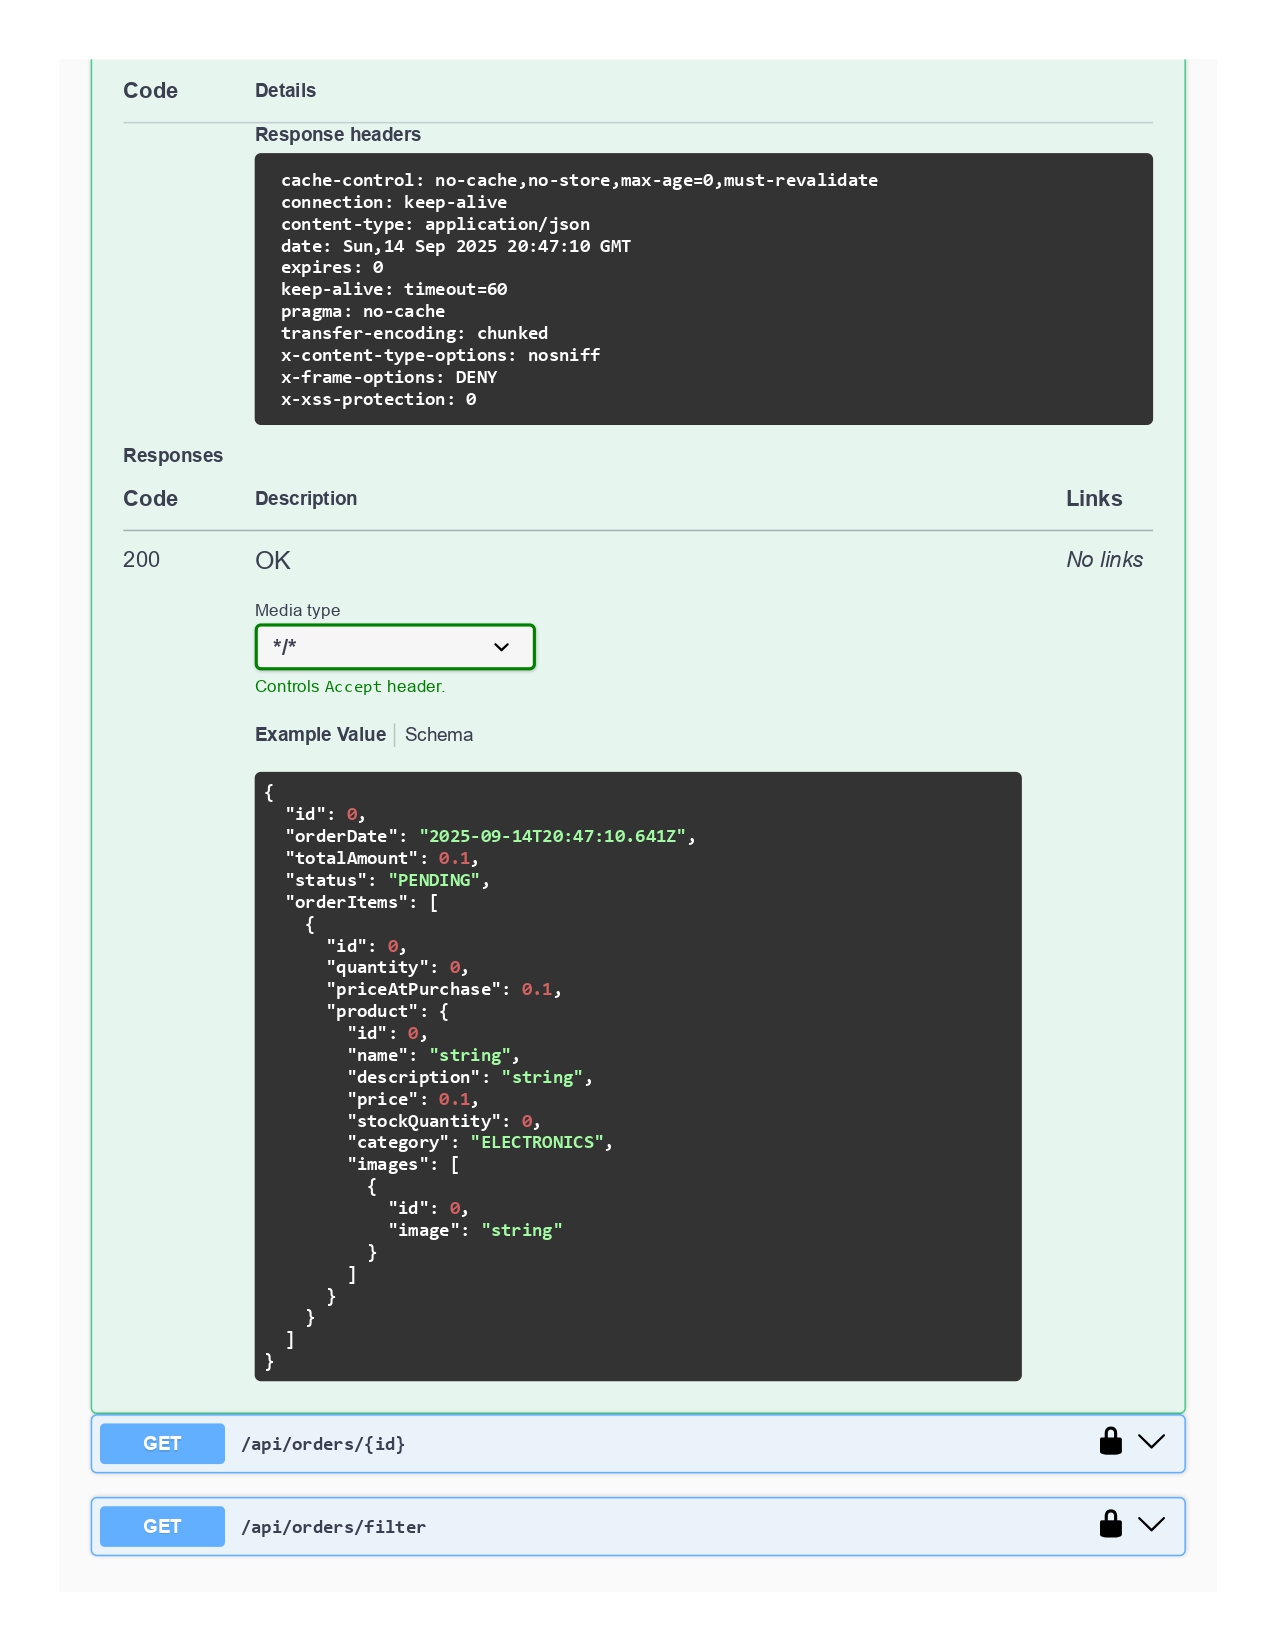 Code Details
Response headers
cache-control: no-cache,no-store,max-age=0,must-revalidate
connection: keep-alive
content-type: application/json
date: Sun,14 Sep 2025 20:47:10 GMT
expires: 0
keep-alive: timeout=60
pragma: no-cache
transfer-encoding: chunked
x-content-type-options: nosniff
x-frame-options: DENY
x-xss-protection: 0
Responses
Code Description Links
200 OK No links
Media type
*/*
Controls Accept header.
Example Value Schema
{
  "id": 0,
  "orderDate": "2025-09-14T20:47:10.641Z",
  "totalAmount": 0.1,
  "status": "PENDING",
  "orderItems": [
    {
      "id": 0,
      "quantity": 0,
      "priceAtPurchase": 0.1,
      "product": {
        "id": 0,
        "name": "string",
        "description": "string",
        "price": 0.1,
        "stockQuantity": 0,
        "category": "ELECTRONICS",
        "images": [
          {
            "id": 0,
            "image": "string"
          }
        ]
      }
    }
  ]
}
GET /api/orders/{id}
GET /api/orders/filter